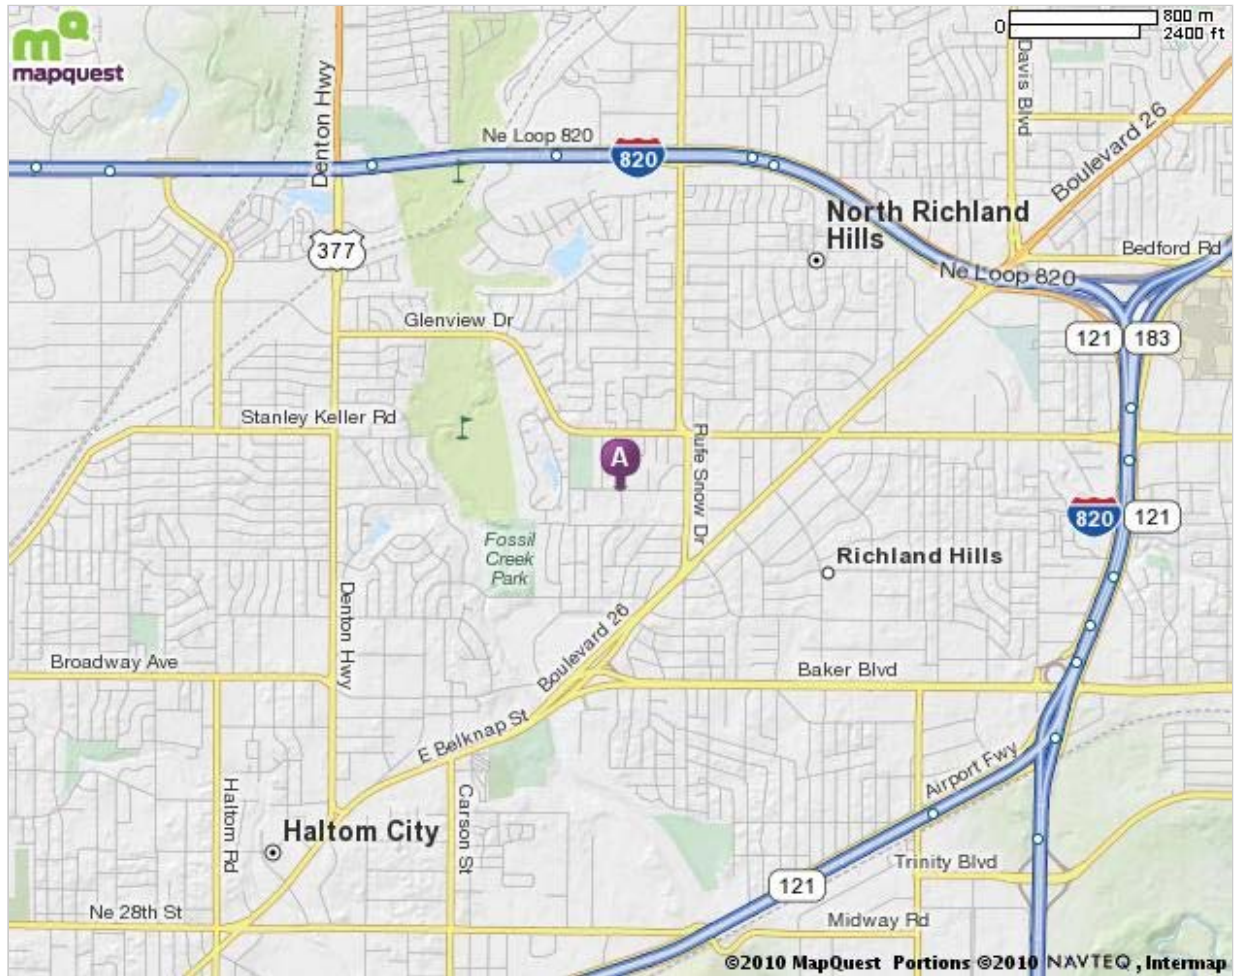 mapquest
0
800 m
2400 ft
Davis Blvd
Denton Hwy
Ne Loop 820
820
Boulevard 26
North Richland
Hills
377
Bedford Rd
Ne Loop 820
Glenview Dr
121
183
Stanley Keller Rd
A
Rufe Snow Dr
820
121
Fossil
Creek
Park
Richland Hills
Denton Hwy
Boulevard 26
Broadway Ave
Baker Blvd
E Belknap St
Airport Fwy
Haltom Rd
Carson St
Haltom City
Trinity Blvd
121
Ne 28th St
Midway Rd
©2010 MapQuest Portions ©2010 NAVTEQ, Intermap